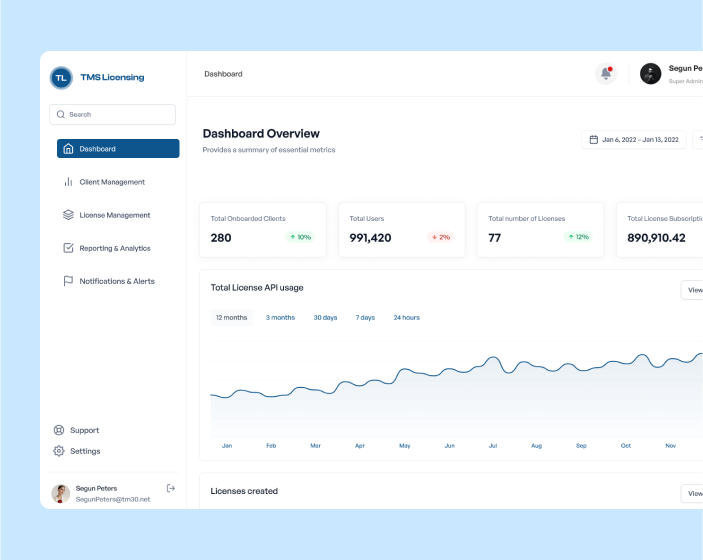 TL
TMS Licensing
Search
Dashboard
Client Management
License Management
Reporting & Analytics
Notifications & Alerts
Support
Settings
Segun Peters
SegunPeters@tm30.net
Dashboard
Segun Pe
Super Admin
Dashboard Overview
Provides a summary of essential metrics
Jan 6, 2022 – Jan 13, 2022
Total Onboarded Clients
280
↑ 10%
Total Users
991,420
↓ 2%
Total number of Licenses
77
↑ 12%
Total License Subscriptio
890,910.42
Total License API usage
View
12 months 3 months 30 days 7 days 24 hours
Jan Feb Mar Apr May Jun Jul Aug Sep Oct Nov
Licenses created
View